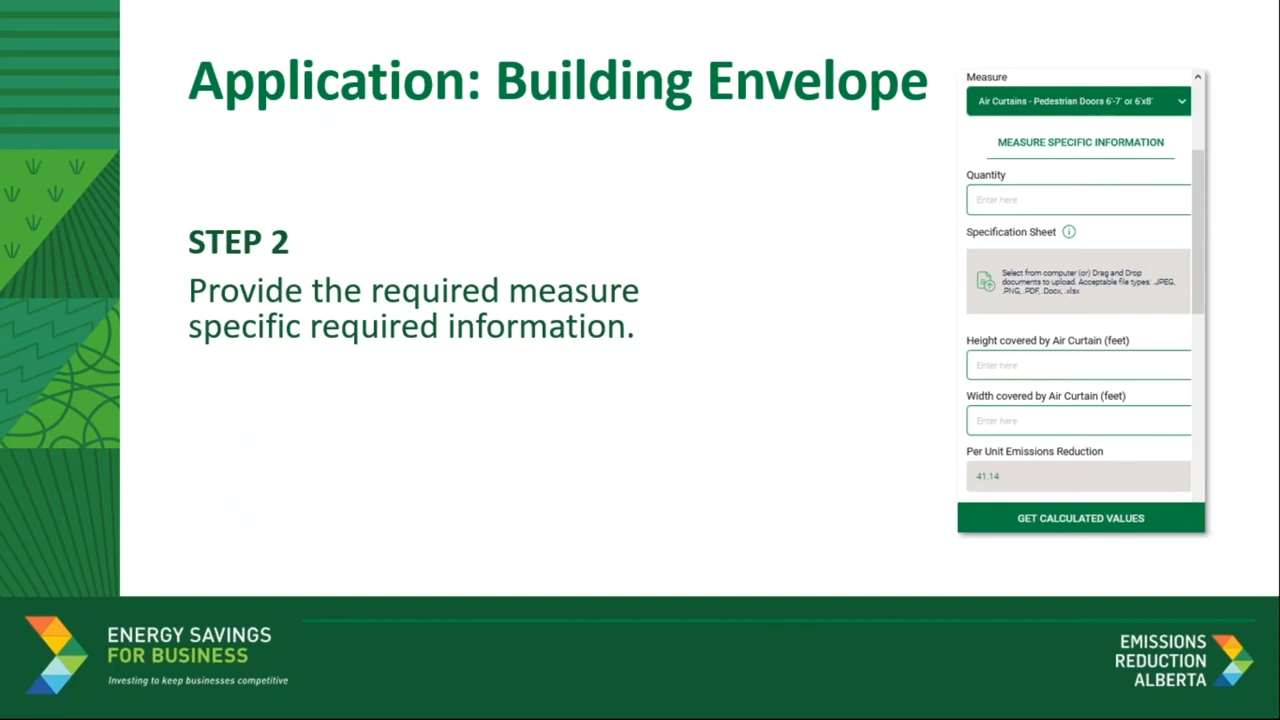 Application: Building Envelope
STEP 2
Provide the required measure
specific required information.
Measure
Air Curtains - Pedestrian Doors 6'-7' or 6'x8'
MEASURE SPECIFIC INFORMATION
Quantity
Enter here
Specification Sheet
Select from computer (or) Drag and Drop
documents to upload. Acceptable file types: .JPEG,
.PNG, .PDF, .Docx, .xlsx
Height covered by Air Curtain (feet)
Enter here
Width covered by Air Curtain (feet)
Enter here
Per Unit Emissions Reduction
41.14
GET CALCULATED VALUES
ENERGY SAVINGS
FOR BUSINESS
Investing to keep businesses competitive
EMISSIONS
REDUCTION
ALBERTA